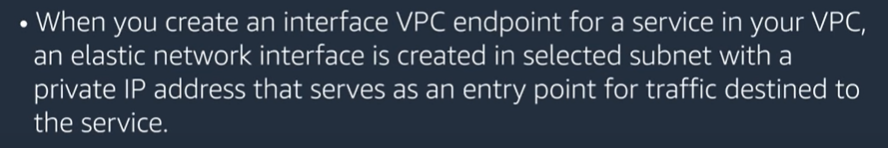 • When you create an interface VPC endpoint for a service in your VPC,
an elastic network interface is created in selected subnet with a
private IP address that serves as an entry point for traffic destined to
the service.